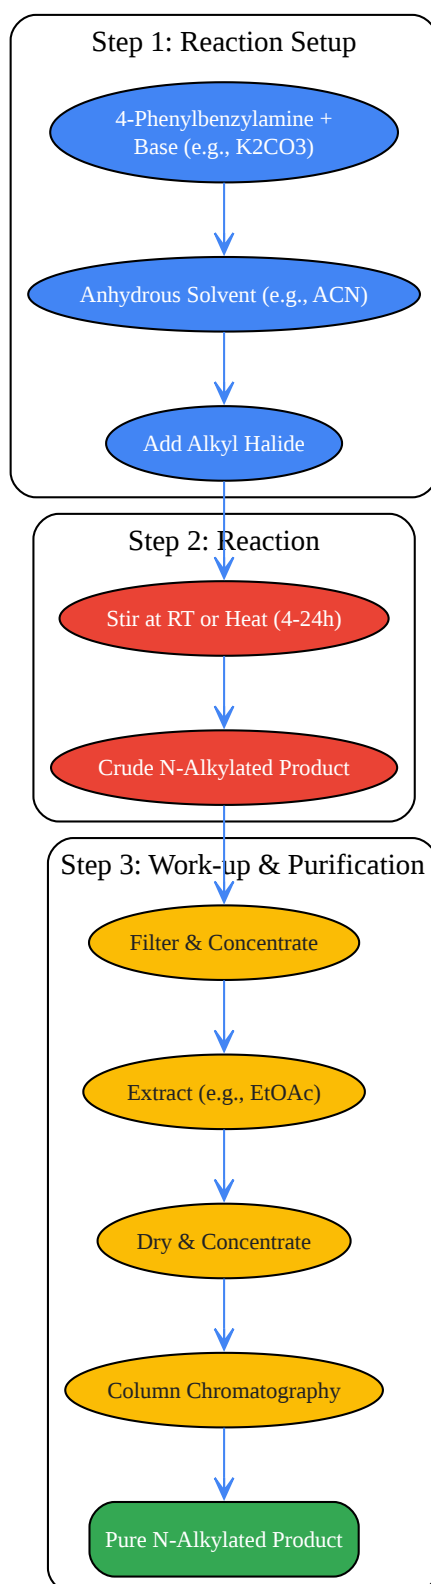 Step 1: Reaction Setup
4-Phenylbenzylamine +
Base (e.g., K2CO3)
Anhydrous Solvent (e.g., ACN)
Add Alkyl Halide
Step 2: Reaction
Stir at RT or Heat (4-24h)
Crude N-Alkylated Product
Step 3: Work-up & Purification
Filter & Concentrate
Extract (e.g., EtOAc)
Dry & Concentrate
Column Chromatography
Pure N-Alkylated Product